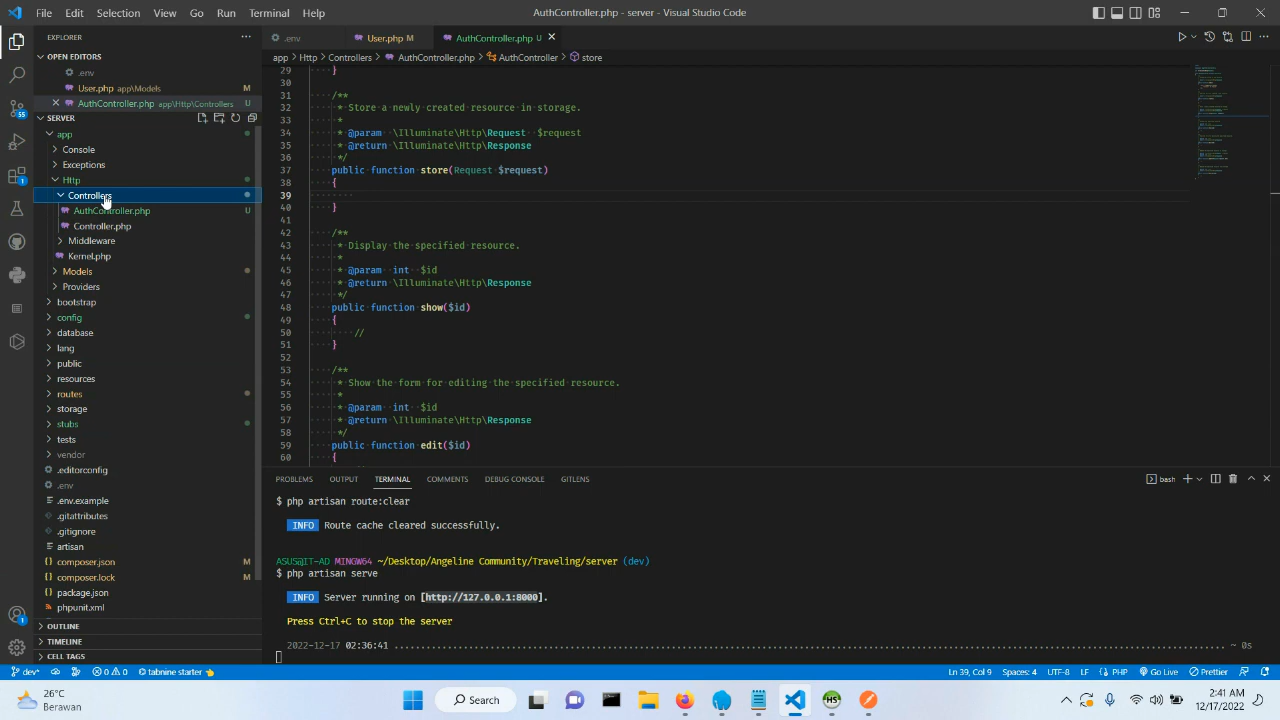 File Edit Selection View Go Run Terminal Help
AuthController.php - server - Visual Studio Code
EXPLORER
OPEN EDITORS
.env
User.php app\Models M
AuthController.php app\Http\Controllers U
SERVER
app
Console
Exceptions
Http
Controllers
AuthController.php U
Controller.php
Middleware
Kernel.php
Models
Providers
bootstrap
config
database
lang
public
resources
routes
storage
stubs
tests
vendor
.editorconfig
.env
.env.example
.gitattributes
.gitignore
artisan
composer.json M
composer.lock M
package.json
phpunit.xml
OUTLINE
TIMELINE
CELL TAGS
55
1
1
.env User.php M AuthController.php U
app > Http > Controllers > AuthController.php > AuthController > store
29 }
30
31 /**
32 * Store a newly created resource in storage.
33 *
34 * @param \Illuminate\Http\Request $request
35 * @return \Illuminate\Http\Response
36 */
37 public function store(Request $request)
38 {
39
40 }
41
42 /**
43 * Display the specified resource.
44 *
45 * @param int $id
46 * @return \Illuminate\Http\Response
47 */
48 public function show($id)
49 {
50 //
51 }
52
53 /**
54 * Show the form for editing the specified resource.
55 *
56 * @param int $id
57 * @return \Illuminate\Http\Response
58 */
59 public function edit($id)
60 {
PROBLEMS OUTPUT TERMINAL COMMENTS DEBUG CONSOLE GITLENS
bash
$ php artisan route:clear
INFO Route cache cleared successfully.
ASUS@IT-AD MINGW64 ~/Desktop/Angeline Community/Traveling/server (dev)
$ php artisan serve
INFO Server running on [http://127.0.0.1:8000].
Press Ctrl+C to stop the server
2022-12-17 02:36:41 ~ 0s
dev* 0 0 tabnine starter Ln 39, Col 9 Spaces: 4 UTF-8 LF PHP Go Live Prettier
26°C
Berawan
Search
2:41 AM
12/17/2022